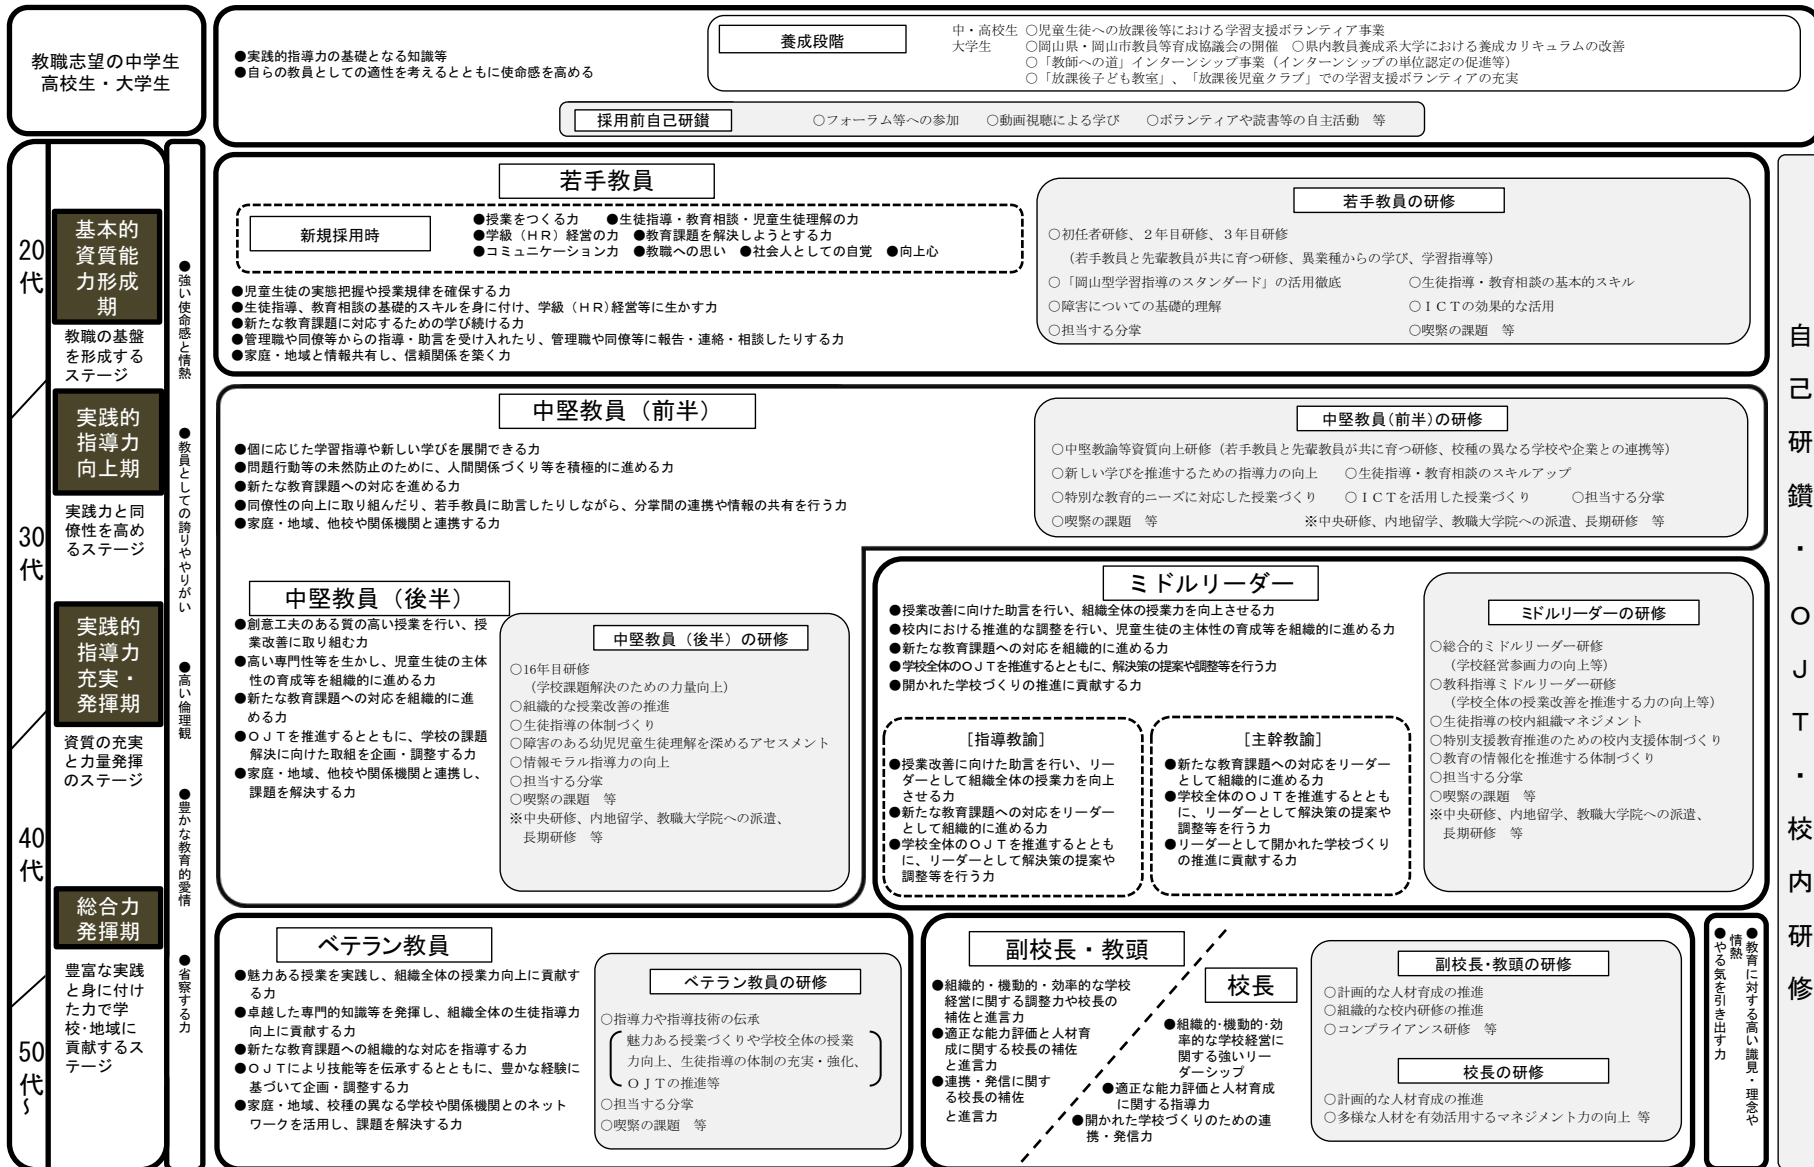 教職志望の中学生
高校生・大学生
●実践的指導力の基礎となる知識等
●自らの教員としての適性を考えるとともに使命感を高める
養成段階
中・高校生 ○児童生徒への放課後等における学習支援ボランティア事業
大学生 ○岡山県・岡山市教員等育成協議会の開催 ○県内教員養成系大学における養成カリキュラムの改善
○「教師への道」インターンシップ事業（インターンシップの単位認定の促進等）
○「放課後子ども教室」、「放課後児童クラブ」での学習支援ボランティアの充実
採用前自己研鑽
○フォーラム等への参加 ○動画視聴による学び ○ボランティアや読書等の自主活動 等
20
代
30
代
40
代
50
代
～
基本的
資質能
力形成
期
教職の基盤
を形成する
ステージ
実践的
指導力
向上期
実践力と同
僚性を高め
るステージ
実践的
指導力
充実・
発揮期
資質の充実
と力量発揮
のステージ
総合力
発揮期
豊富な実践
と身に付け
た力で学
校・地域に
貢献するス
テージ
●強い使命感と情熱
●教員としての誇りややりがい
●高い倫理観
●豊かな教育的愛情
●省察する力
若手教員
新規採用時
●授業をつくる力 ●生徒指導・教育相談・児童生徒理解の力
●学級（ＨＲ）経営の力 ●教育課題を解決しようとする力
●コミュニケーション力 ●教職への思い ●社会人としての自覚 ●向上心
●児童生徒の実態把握や授業規律を確保する力
●生徒指導、教育相談の基礎的スキルを身に付け、学級（ＨＲ)経営等に生かす力
●新たな教育課題に対応するための学び続ける力
●管理職や同僚等からの指導・助言を受け入れたり、管理職や同僚等に報告・連絡・相談したりする力
●家庭・地域と情報共有し、信頼関係を築く力
若手教員の研修
○初任者研修、２年目研修、３年目研修
（若手教員と先輩教員が共に育つ研修、異業種からの学び、学習指導等）
○「岡山型学習指導のスタンダード」の活用徹底 ○生徒指導・教育相談の基本的スキル
○障害についての基礎的理解 ○ＩＣＴの効果的な活用
○担当する分掌 ○喫緊の課題 等
中堅教員（前半）
●個に応じた学習指導や新しい学びを展開できる力
●問題行動等の未然防止のために、人間関係づくり等を積極的に進める力
●新たな教育課題への対応を進める力
●同僚性の向上に取り組んだり、若手教員に助言したりしながら、分掌間の連携や情報の共有を行う力
●家庭・地域、他校や関係機関と連携する力
中堅教員(前半)の研修
○中堅教諭等資質向上研修（若手教員と先輩教員が共に育つ研修、校種の異なる学校や企業との連携等）
○新しい学びを推進するための指導力の向上 ○生徒指導・教育相談のスキルアップ
○特別な教育的ニーズに対応した授業づくり ○ＩＣＴを活用した授業づくり ○担当する分掌
○喫緊の課題 等 ※中央研修、内地留学、教職大学院への派遣、長期研修 等
中堅教員（後半）
●創意工夫のある質の高い授業を行い、授
業改善に取り組む力
●高い専門性等を生かし、児童生徒の主体
性の育成等を組織的に進める力
●新たな教育課題への対応を組織的に進
める力
●ＯＪＴを推進するとともに、学校の課題
解決に向けた取組を企画・調整する力
●家庭・地域、他校や関係機関と連携し、
課題を解決する力
中堅教員（後半）の研修
○16年目研修
（学校課題解決のための力量向上）
○組織的な授業改善の推進
○生徒指導の体制づくり
○障害のある幼児児童生徒理解を深めるアセスメント
○情報モラル指導力の向上
○担当する分掌
○喫緊の課題 等
※中央研修、内地留学、教職大学院への派遣、
長期研修 等
ミドルリーダー
●授業改善に向けた助言を行い、組織全体の授業力を向上させる力
●校内における推進的な調整を行い、児童生徒の主体性の育成等を組織的に進める力
●新たな教育課題への対応を組織的に進める力
●学校全体のＯＪＴを推進するとともに、解決策の提案や調整等を行う力
●開かれた学校づくりの推進に貢献する力
［指導教諭］
●授業改善に向けた助言を行い、リー
ダーとして組織全体の授業力を向上
させる力
●新たな教育課題への対応をリーダー
として組織的に進める力
●学校全体のＯＪＴを推進するととも
に、リーダーとして解決策の提案や
調整等を行う力
［主幹教諭］
●新たな教育課題への対応をリーダー
として組織的に進める力
●学校全体のＯＪＴを推進するととも
に、リーダーとして解決策の提案や
調整等を行う力
●リーダーとして開かれた学校づくり
の推進に貢献する力
ミドルリーダーの研修
○総合的ミドルリーダー研修
（学校経営参画力の向上等）
○教科指導ミドルリーダー研修
（学校全体の授業改善を推進する力の向上等）
○生徒指導の校内組織マネジメント
○特別支援教育推進のための校内支援体制づくり
○教育の情報化を推進する体制づくり
○担当する分掌
○喫緊の課題 等
※中央研修、内地留学、教職大学院への派遣、
長期研修 等
ベテラン教員
●魅力ある授業を実践し、組織全体の授業力向上に貢献す
る力
●卓越した専門的知識等を発揮し、組織全体の生徒指導力
向上に貢献する力
●新たな教育課題への組織的な対応を指導する力
●ＯＪＴにより技能等を伝承するとともに、豊かな経験に
基づいて企画・調整する力
●家庭・地域、校種の異なる学校や関係機関とのネット
ワークを活用し、課題を解決する力
ベテラン教員の研修
○指導力や指導技術の伝承
魅力ある授業づくりや学校全体の授業
力向上、生徒指導の体制の充実・強化、
ＯＪＴの推進等
○担当する分掌
○喫緊の課題 等
副校長・教頭
●組織的・機動的・効率的な学校
経営に関する調整力や校長の
補佐と進言力
●適正な能力評価と人材育
成に関する校長の補佐
と進言力
●連携・発信に関す
る校長の補佐
と進言力
校長
●組織的・機動的・効
率的な学校経営に
関する強いリー
ダーシップ
●適正な能力評価と人材育成
に関する指導力
●開かれた学校づくりのための連
携・発信力
副校長・教頭の研修
○計画的な人材育成の推進
○組織的な校内研修の推進
○コンプライアンス研修 等
校長の研修
○計画的な人材育成の推進
○多様な人材を有効活用するマネジメント力の向上 等
●教育に対する高い識見・理念や
情熱
●やる気を引き出す力
自己研鑽・ＯＪＴ・校内研修